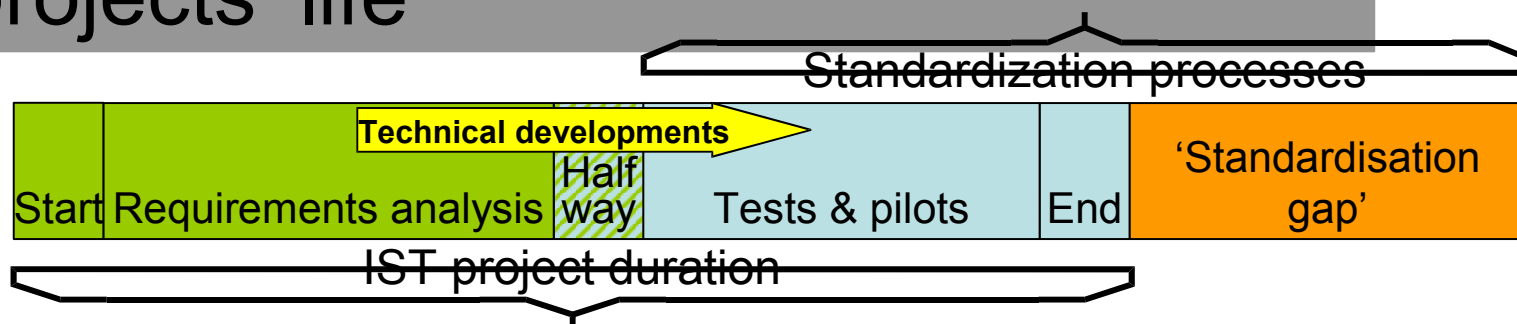 projects' life
Standardization processes
Technical developments
Start
Requirements analysis
Half
way
Tests & pilots
End
‘Standardisation
gap’
IST project duration